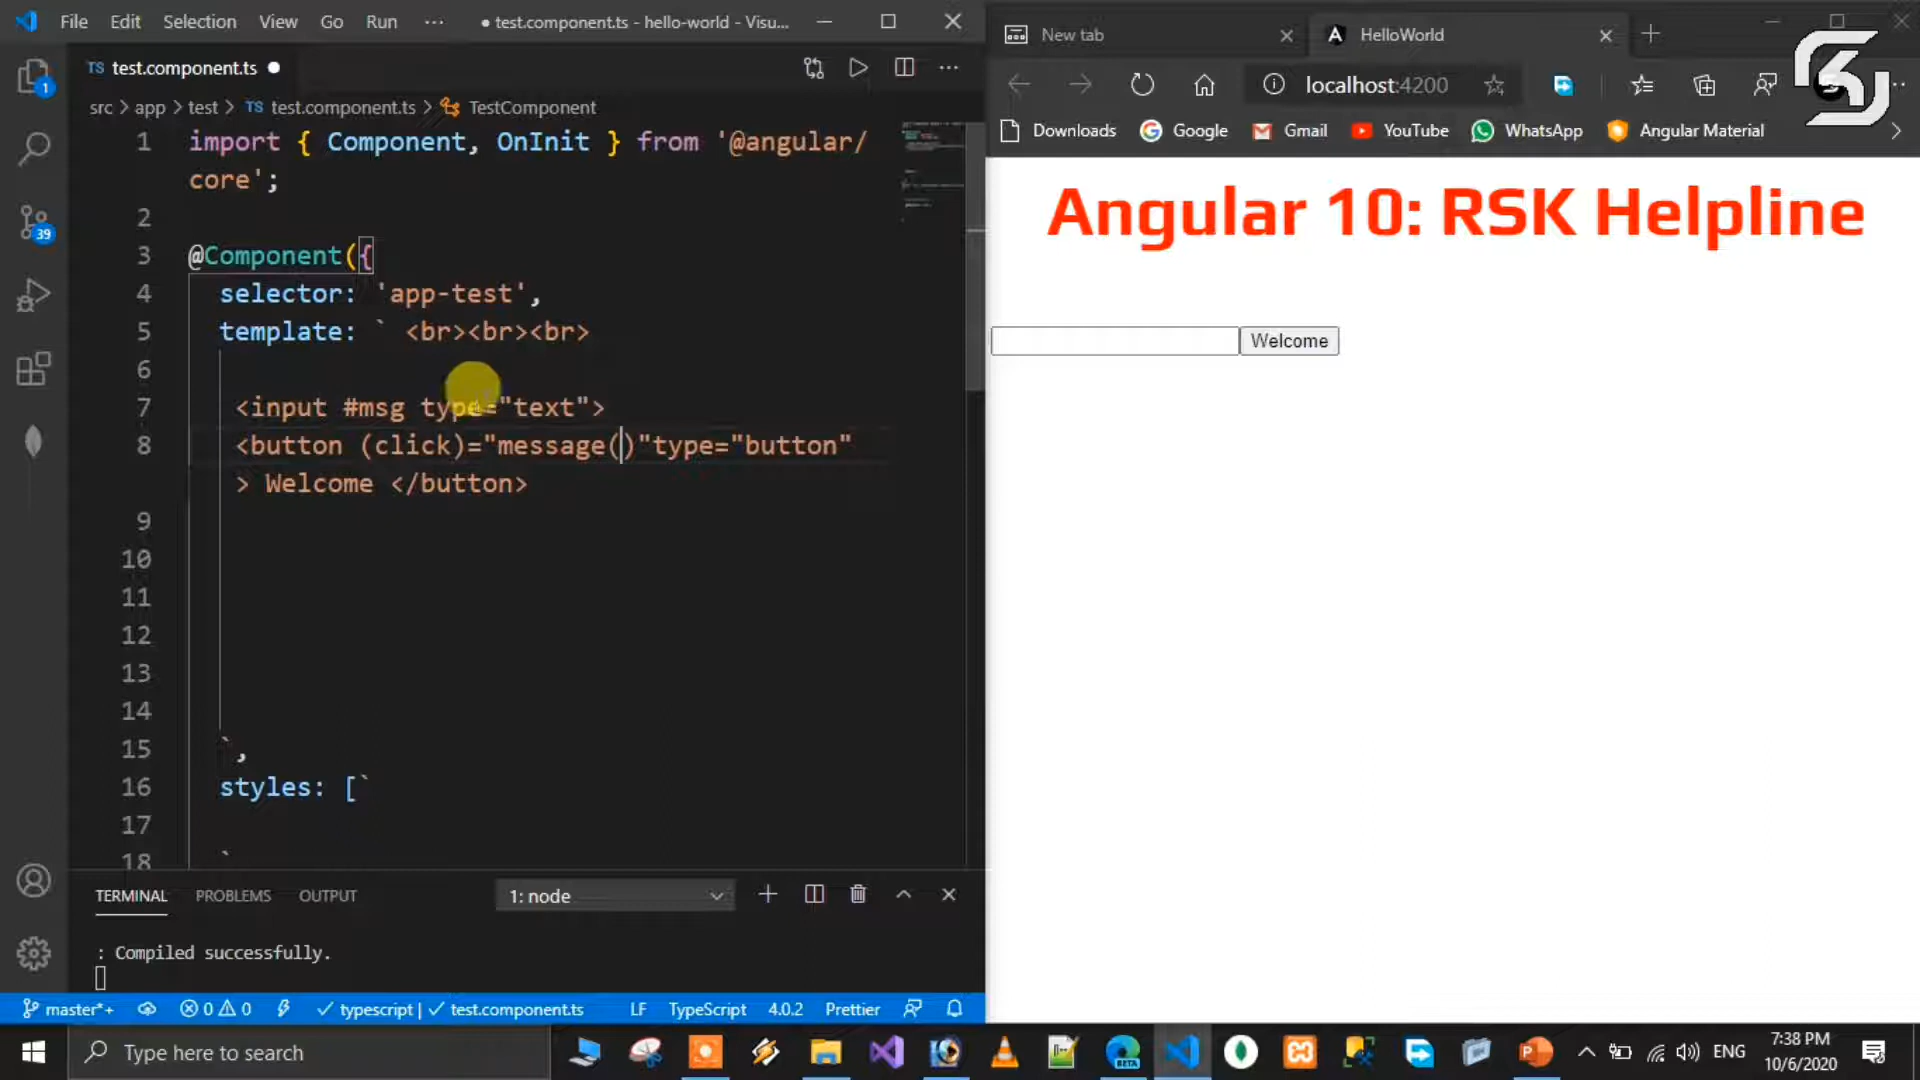 File Edit Selection View Go Run ··· ● test.component.ts - hello-world - Visu...
TS test.component.ts ●
src > app > test > TS test.component.ts > TestComponent
1 import { Component, OnInit } from '@angular/
core';
2
3 @Component({
4 selector: 'app-test',
5 template: ` <br><br><br>
6
7 <input #msg type="text">
8 <button (click)="message()"type="button"
> Welcome </button>
9
10
11
12
13
14
15 `,
16 styles: [`
17
18 `
1
39
TERMINAL PROBLEMS OUTPUT 1: node
: Compiled successfully.
master*+ 0 0 typescript | test.component.ts LF TypeScript 4.0.2 Prettier
New tab HelloWorld
localhost:4200
Downloads Google Gmail YouTube WhatsApp Angular Material
Angular 10: RSK Helpline
Welcome
Type here to search
BETA
ENG
7:38 PM
10/6/2020